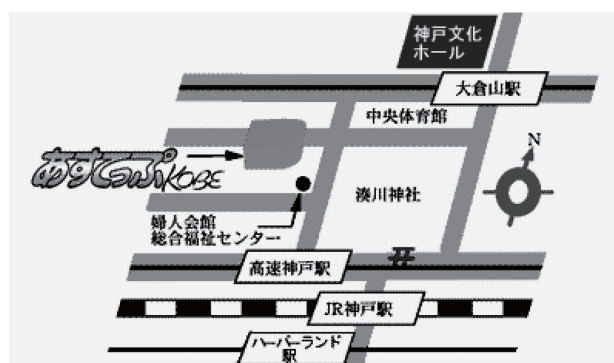 神戸文化
ホール
大倉山駅
中央体育館
N
あすてっぷKOBE
湊川神社
婦人会館
総合福祉センター
高速神戸駅
JR神戸駅
ハーバーランド
駅